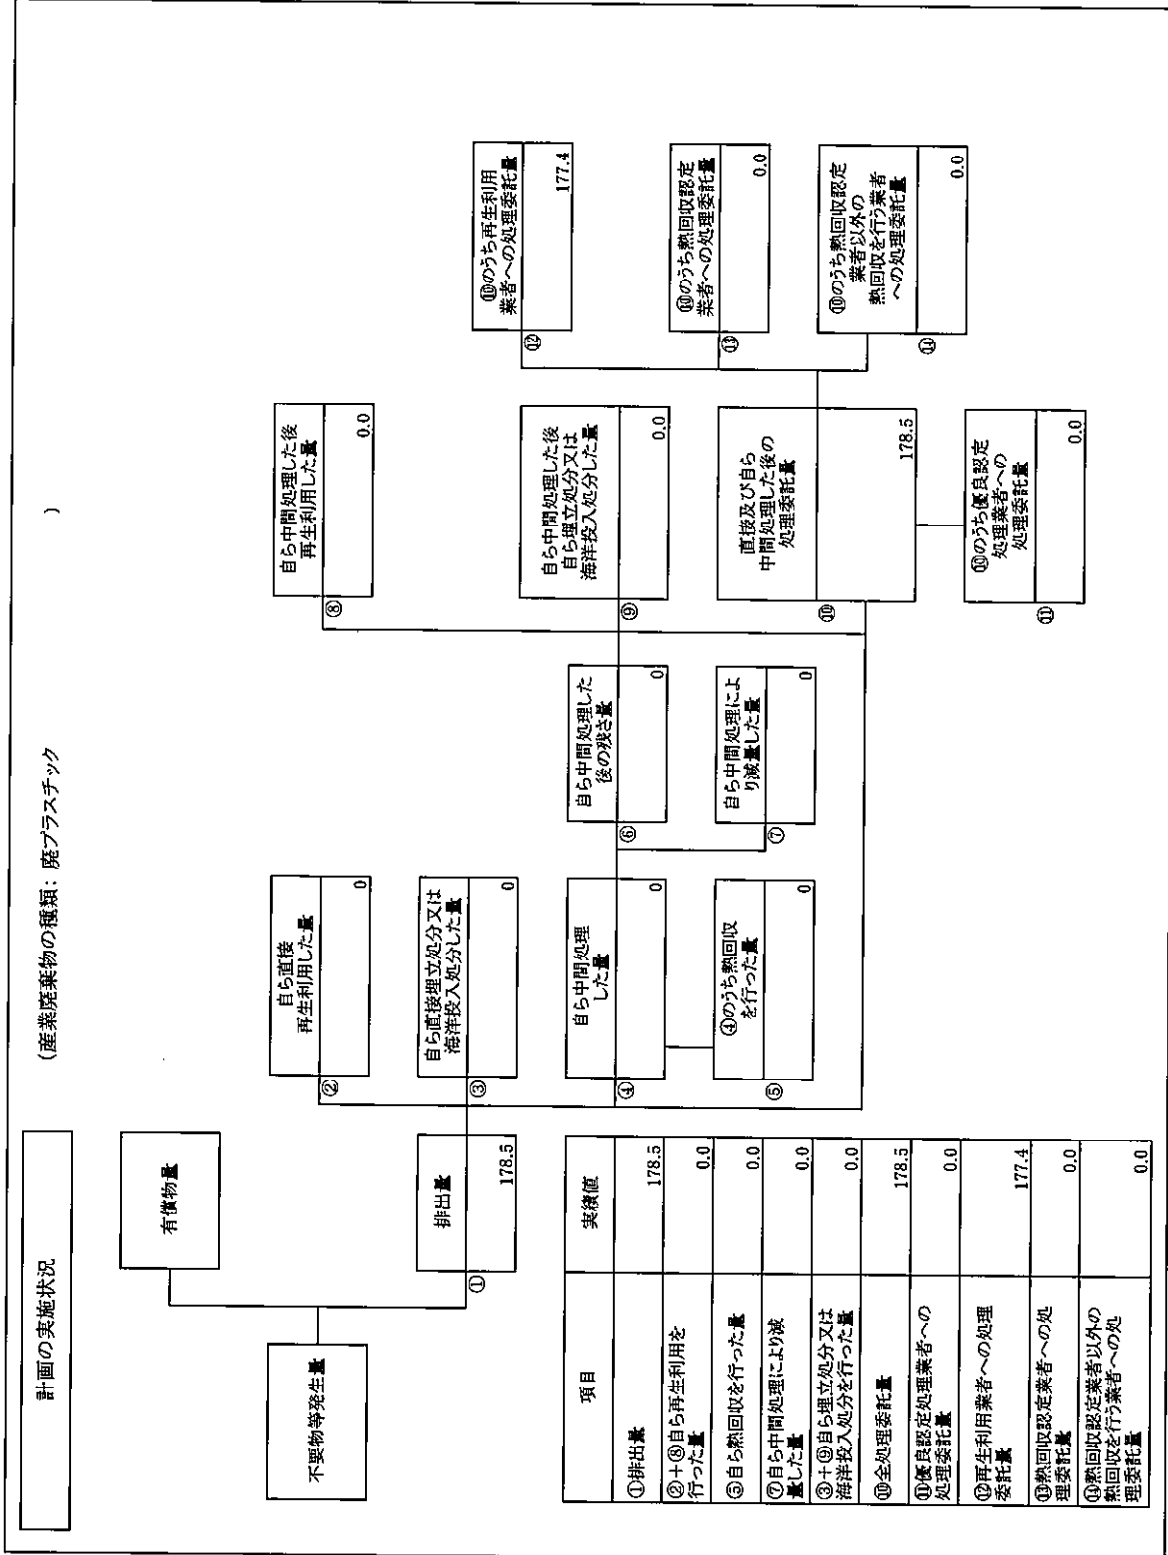 計画の実施状況
(産業廃棄物の種類：廃プラスチック
)
不要物等発生量
有償物量
①
排出量
178.5
②
自ら直接
再生利用した量
0
③
自ら直接埋立処分又は
海洋投入処分した量
0
④
自ら中間処理
した量
0
⑤
④のうち熱回収
を行った量
0
⑥
自ら中間処理した
後の残さ量
0
⑦
自ら中間処理によ
り減量した量
0
⑧
自ら中間処理した後
再生利用した量
0.0
⑨
自ら中間処理した後
自ら埋立処分又は
海洋投入処分した量
0.0
⑩
直接及び自ら
中間処理した後の
処理委託量
178.5
⑪
⑩のうち優良認定
処理業者への
処理委託量
0.0
⑫
⑩のうち再生利用
業者への処理委託量
177.4
⑬
⑩のうち熱回収認定
業者への処理委託量
0.0
⑭
⑩のうち熱回収認定
業者以外の
熱回収を行う業者
への処理委託量
0.0
項目 実績値
①排出量 178.5
②＋⑧自ら再生利用を
行った量 0.0
⑤自ら熱回収を行った量 0.0
⑦自ら中間処理により減
量した量 0.0
③＋⑨自ら埋立処分又は
海洋投入処分を行った量 0.0
⑩全処理委託量 178.5
⑪優良認定処理業者への
処理委託量 0.0
⑫再生利用業者への処理
委託量 177.4
⑬熱回収認定業者への処
理委託量 0.0
⑭熱回収認定業者以外の
熱回収を行う業者への処
理委託量 0.0